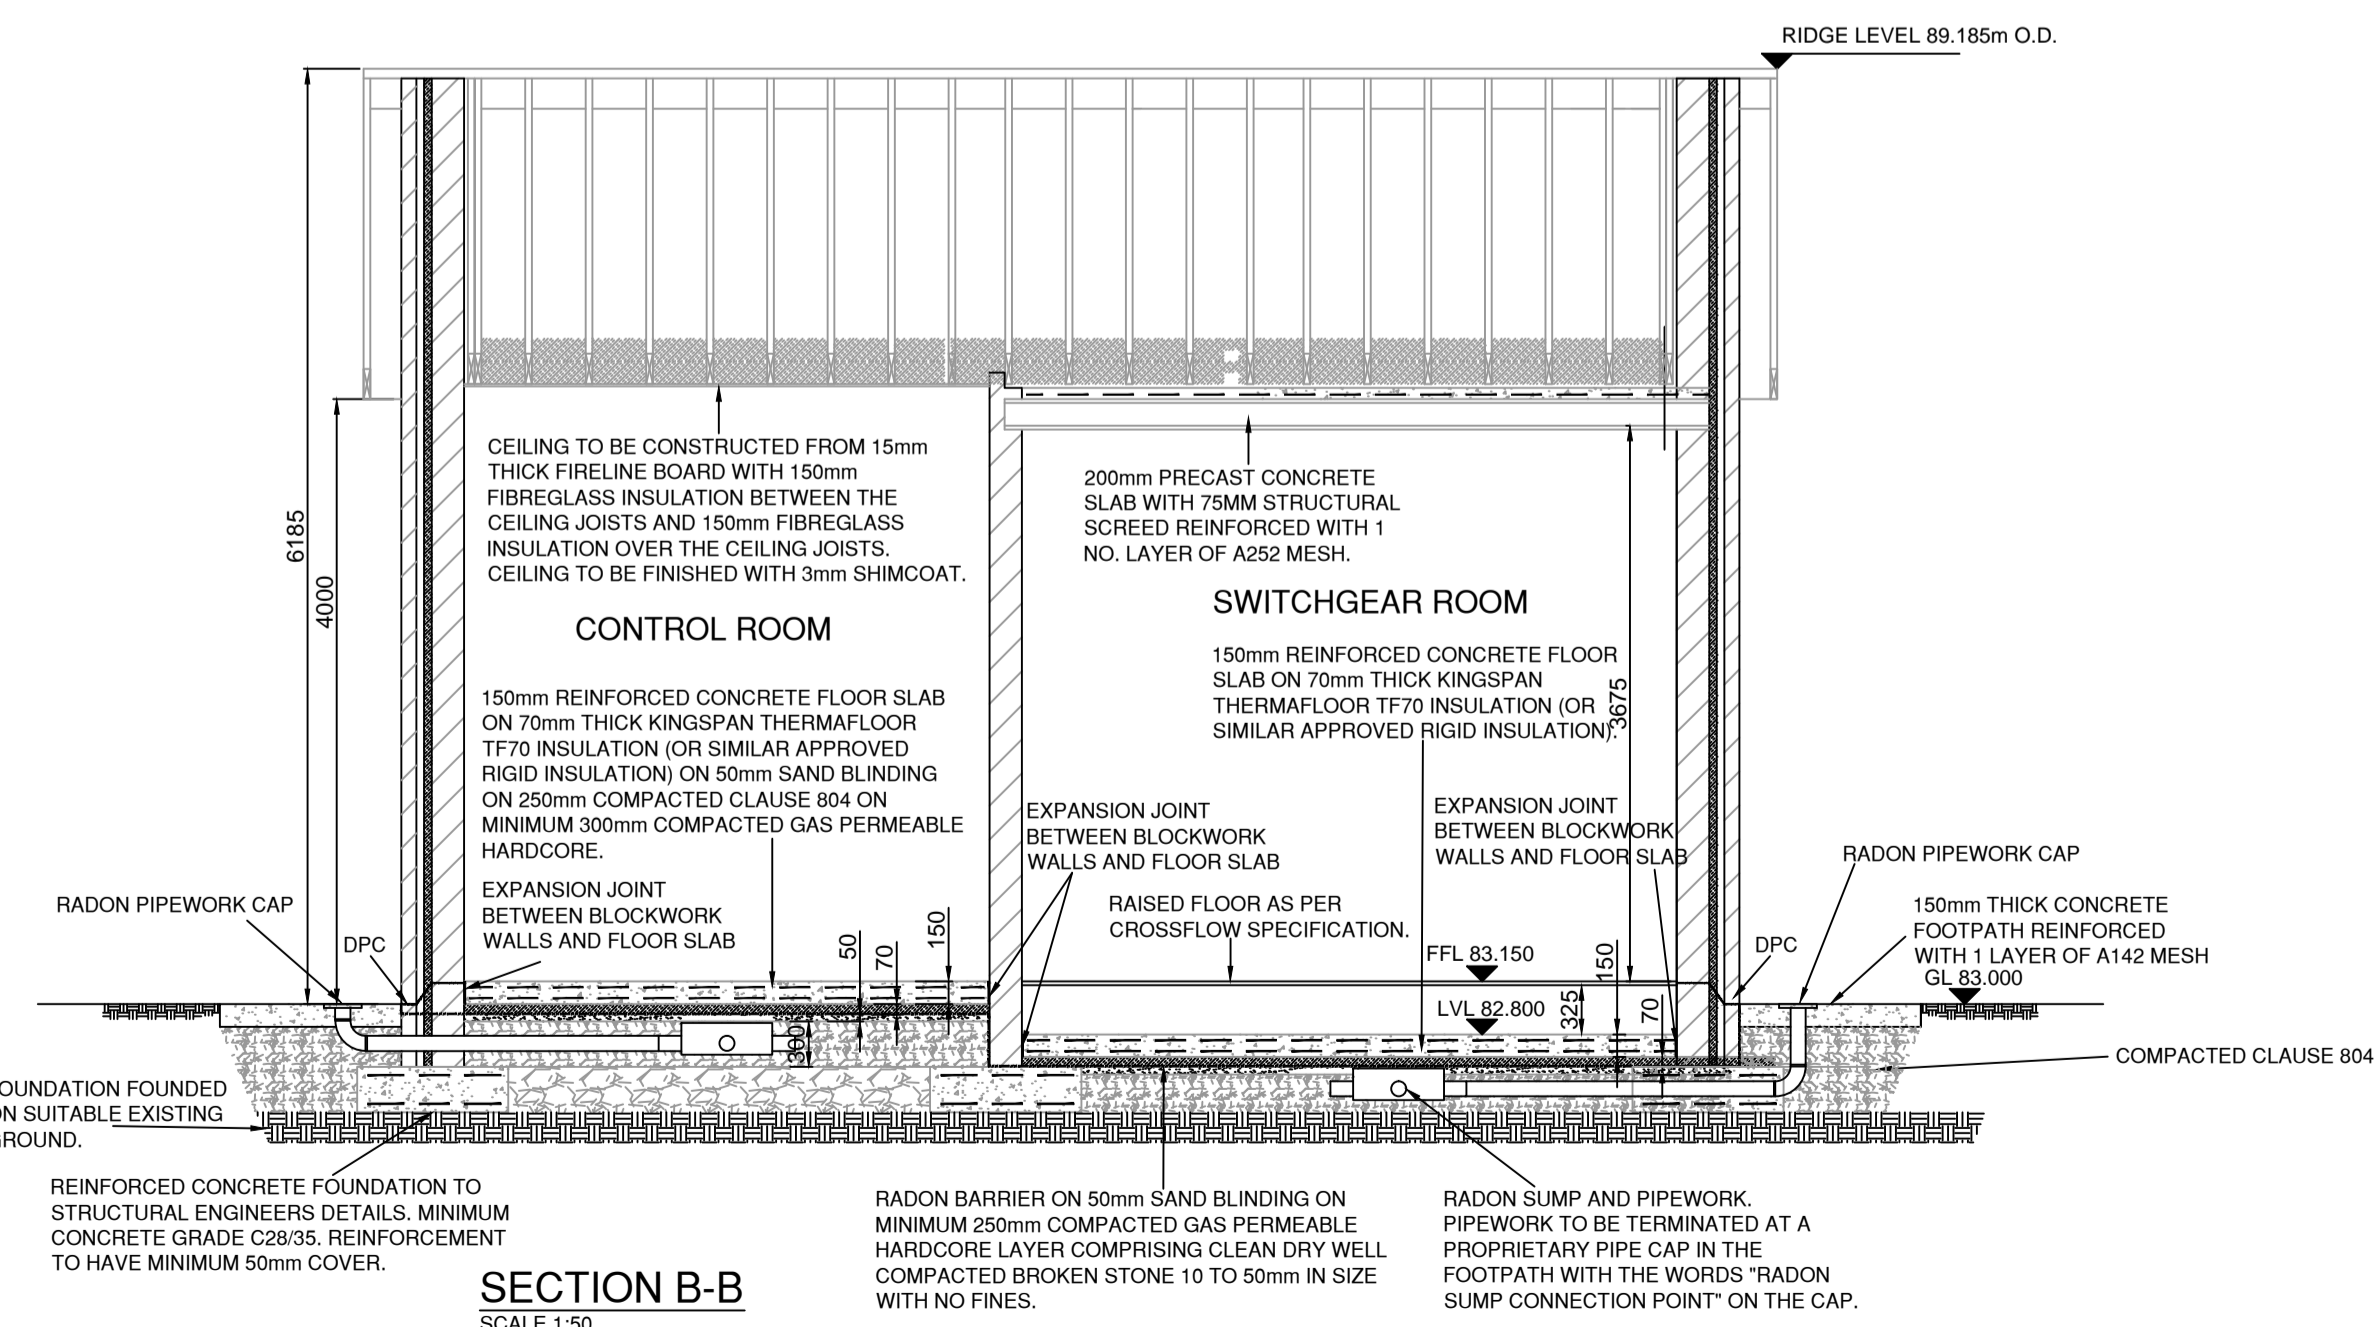 RIDGE LEVEL 89.185m O.D.
6185
4000
CEILING TO BE CONSTRUCTED FROM 15mm
THICK FIRELINE BOARD WITH 150mm
FIBREGLASS INSULATION BETWEEN THE
CEILING JOISTS AND 150mm FIBREGLASS
INSULATION OVER THE CEILING JOISTS.
CEILING TO BE FINISHED WITH 3mm SHIMCOAT.
CONTROL ROOM
150mm REINFORCED CONCRETE FLOOR SLAB
ON 70mm THICK KINGSPAN THERMAFLOOR
TF70 INSULATION (OR SIMILAR APPROVED
RIGID INSULATION) ON 50mm SAND BLINDING
ON 250mm COMPACTED CLAUSE 804 ON
MINIMUM 300mm COMPACTED GAS PERMEABLE
HARDCORE.
EXPANSION JOINT
BETWEEN BLOCKWORK
WALLS AND FLOOR SLAB
50
70
150
300
200mm PRECAST CONCRETE
SLAB WITH 75MM STRUCTURAL
SCREED REINFORCED WITH 1
NO. LAYER OF A252 MESH.
SWITCHGEAR ROOM
150mm REINFORCED CONCRETE FLOOR
SLAB ON 70mm THICK KINGSPAN
THERMAFLOOR TF70 INSULATION (OR
SIMILAR APPROVED RIGID INSULATION).
3675
EXPANSION JOINT
BETWEEN BLOCKWORK
WALLS AND FLOOR SLAB
EXPANSION JOINT
BETWEEN BLOCKWORK
WALLS AND FLOOR SLAB
RAISED FLOOR AS PER
CROSSFLOW SPECIFICATION.
FFL 83.150
LVL 82.800
325
150
70
RADON PIPEWORK CAP
DPC
RADON PIPEWORK CAP
DPC
150mm THICK CONCRETE
FOOTPATH REINFORCED
WITH 1 LAYER OF A142 MESH
GL 83.000
COMPACTED CLAUSE 804
OUNDATION FOUNDED
ON SUITABLE EXISTING
GROUND.
REINFORCED CONCRETE FOUNDATION TO
STRUCTURAL ENGINEERS DETAILS. MINIMUM
CONCRETE GRADE C28/35. REINFORCEMENT
TO HAVE MINIMUM 50mm COVER.
RADON BARRIER ON 50mm SAND BLINDING ON
MINIMUM 250mm COMPACTED GAS PERMEABLE
HARDCORE LAYER COMPRISING CLEAN DRY WELL
COMPACTED BROKEN STONE 10 TO 50mm IN SIZE
WITH NO FINES.
RADON SUMP AND PIPEWORK.
PIPEWORK TO BE TERMINATED AT A
PROPRIETARY PIPE CAP IN THE
FOOTPATH WITH THE WORDS "RADON
SUMP CONNECTION POINT" ON THE CAP.
SECTION B-B
SCALE 1:50